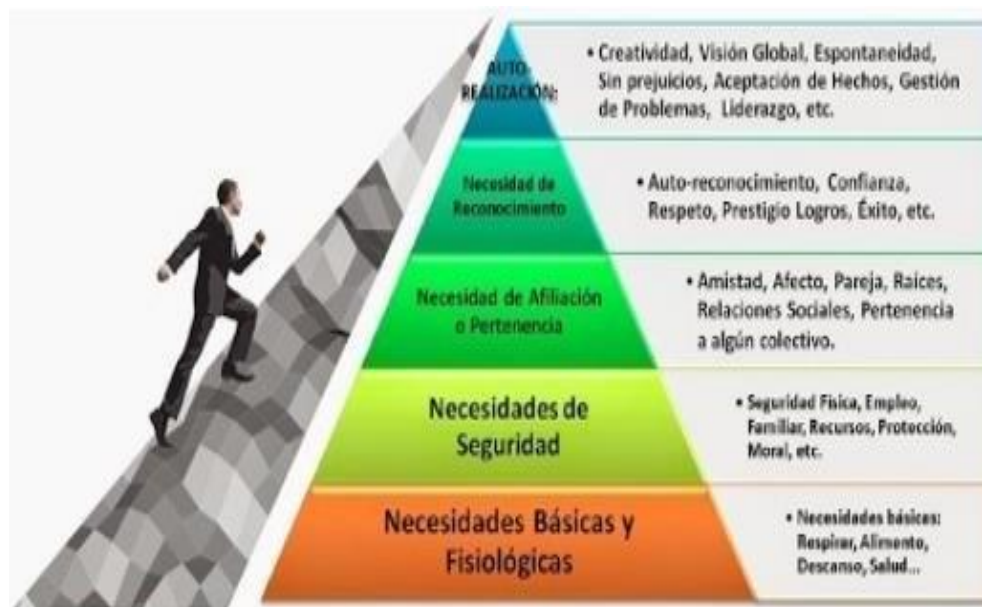 AUTO-
REALIZACIÓN:
• Creatividad, Visión Global, Espontaneidad,
Sin prejuicios, Aceptación de Hechos, Gestión
de Problemas, Liderazgo, etc.
Necesidad de
Reconocimiento
• Auto-reconocimiento, Confianza,
Respeto, Prestigio Logros, Éxito, etc.
Necesidad de Afiliación
o Pertenencia
• Amistad, Afecto, Pareja, Raíces,
Relaciones Sociales, Pertenencia
a algún colectivo.
Necesidades de
Seguridad
• Seguridad Física, Empleo,
Familiar, Recursos, Protección,
Moral, etc.
Necesidades Básicas y
Fisiológicas
• Necesidades básicas:
Respirar, Alimento,
Descanso, Salud...